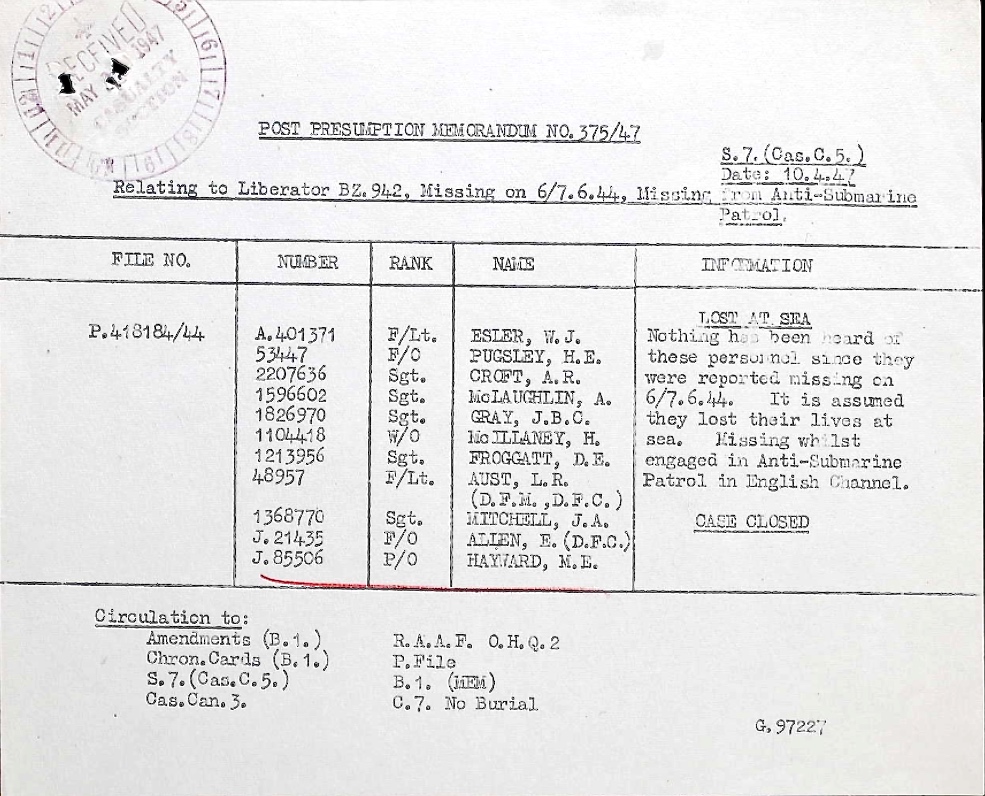 RECEIVED
MAY 1947
CASUALTY
SECTION
POST PRESUMPTION MEMORANDUM NO.375/47
S.7.(Cas.C.5.)
Date: 10.4.47
Relating to Liberator BZ.942, Missing on 6/7.6.44, Missing from Anti-Submarine
Patrol.
FILE NO. NUMBER RANK NAME INFORMATION
LOST AT SEA
P.418184/44 A.401371 F/Lt. ESLER, W.J. Nothing has been heard of
53447 F/O PUGSLEY, H.E. these personnel since they
2207636 Sgt. CROFT, A.R. were reported missing on
1596602 Sgt. McLAUGHLIN, A. 6/7.6.44. It is assumed
1826970 Sgt. GRAY, J.B.C. they lost their lives at
1104418 W/O McILLANEY, H. sea. Missing whilst
1213956 Sgt. FROGGATT, D.E. engaged in Anti-Submarine
48957 F/Lt. AUST, L.R. Patrol in English Channel.
(D.F.M.,D.F.C.)
1368770 Sgt. MITCHELL, J.A. CASE CLOSED
J.21435 F/O ALLEN, E.(D.F.C.)
J.85506 P/O HAYWARD, M.E.
Circulation to:
Amendments (B.1.) R.A.A.F. O.H.Q.2
Chron.Cards (B.1.) P.File
S.7.(Cas.C.5.) B.1. (MEM)
Cas.Can.3. C.7. No Burial
G.97227